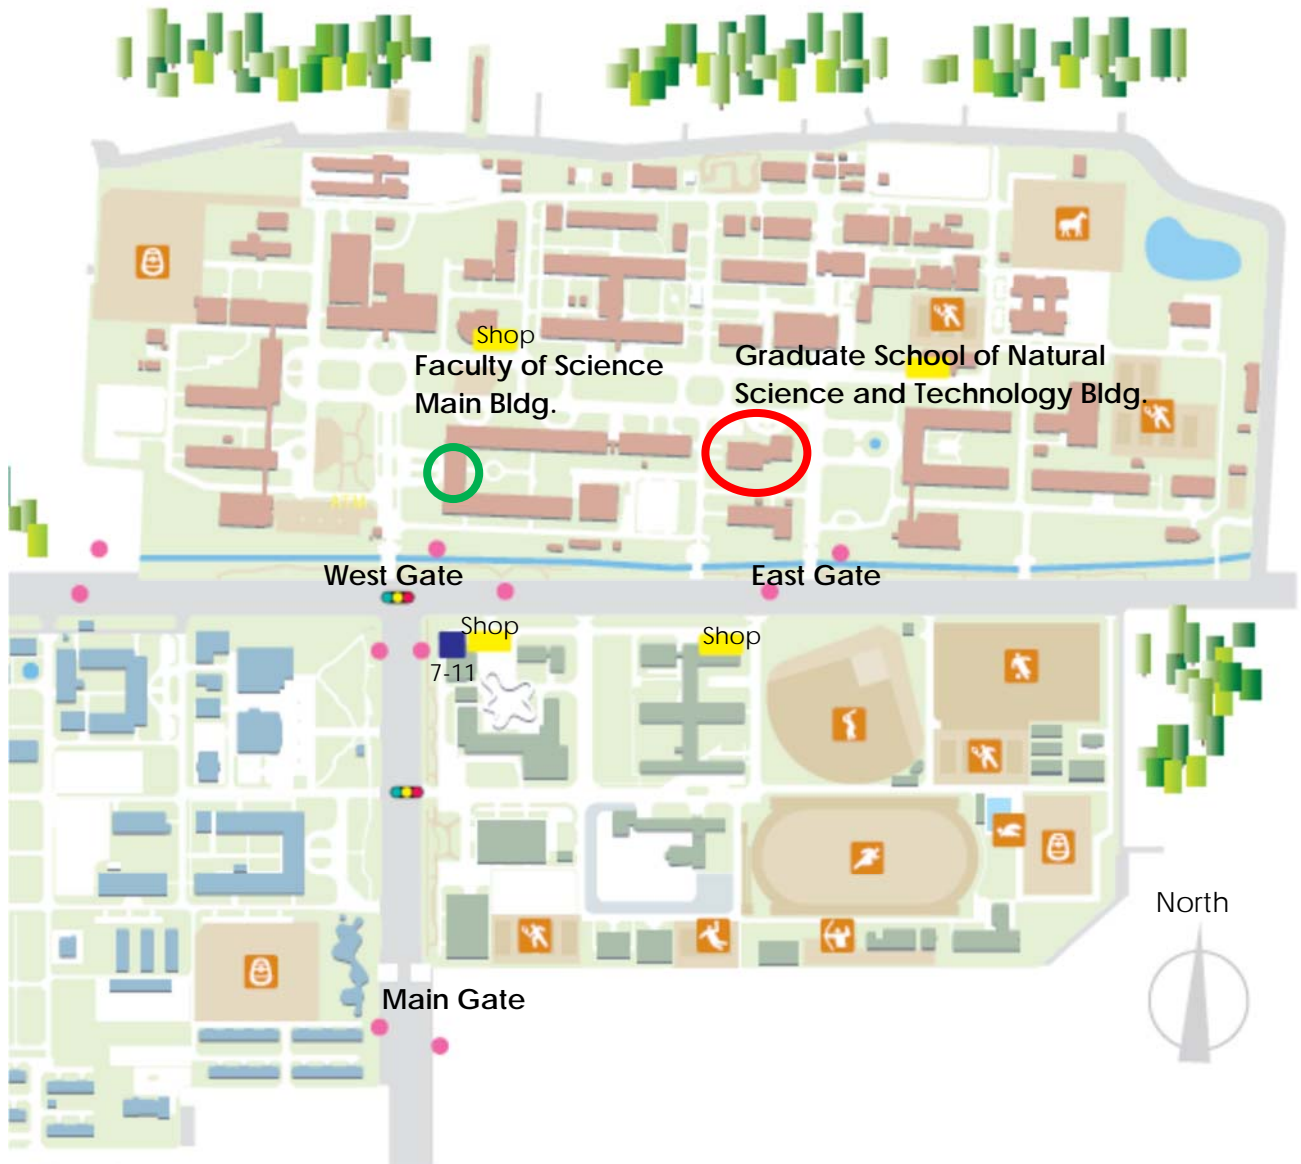 Shop
Faculty of Science
Main Bldg.
Graduate School of Natural
Science and Technology Bldg.
ATM
West Gate
East Gate
Shop
Shop
7-11
North
Main Gate